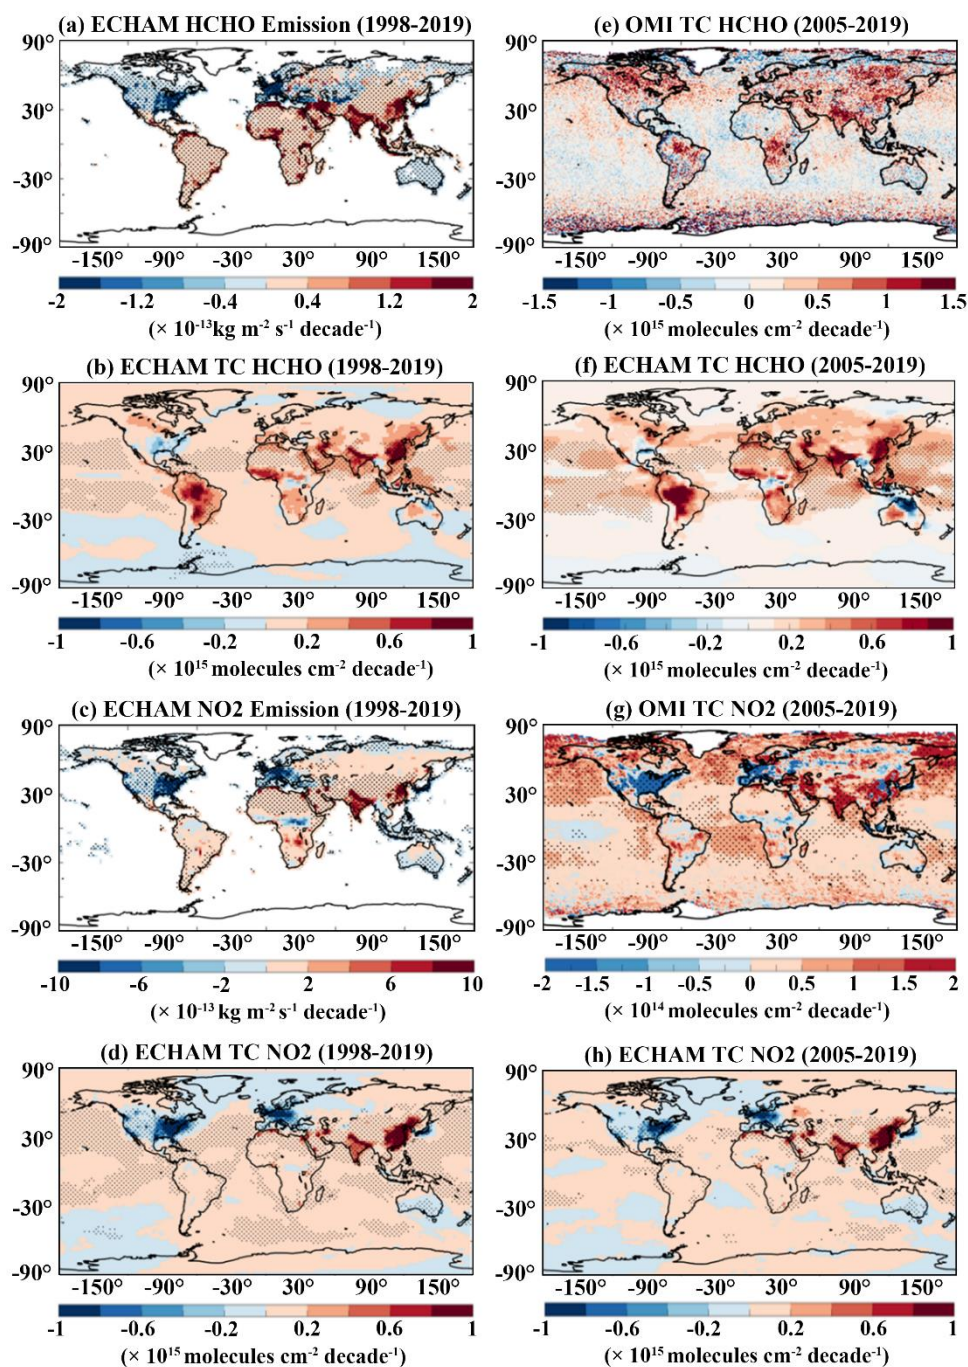 (a) ECHAM HCHO Emission (1998-2019)
90°
30°
-30°
-90°
-150° -90° -30° 30° 90° 150°
-2 -1.2 -0.4 0.4 1.2 2
(× 10⁻¹³kg m⁻² s⁻¹ decade⁻¹)
(b) ECHAM TC HCHO (1998-2019)
90°
30°
-30°
-90°
-150° -90° -30° 30° 90° 150°
-1 -0.6 -0.2 0.2 0.6 1
(× 10¹⁵ molecules cm⁻² decade⁻¹)
(c) ECHAM NO2 Emission (1998-2019)
90°
30°
-30°
-90°
-150° -90° -30° 30° 90° 150°
-10 -6 -2 2 6 10
(× 10⁻¹³ kg m⁻² s⁻¹ decade⁻¹)
(d) ECHAM TC NO2 (1998-2019)
90°
30°
-30°
-90°
-150° -90° -30° 30° 90° 150°
-1 -0.6 -0.2 0.2 0.6 1
(× 10¹⁵ molecules cm⁻² decade⁻¹)
(e) OMI TC HCHO (2005-2019)
90°
30°
-30°
-90°
-150° -90° -30° 30° 90° 150°
-1.5 -1 -0.5 0 0.5 1 1.5
(× 10¹⁵ molecules cm⁻² decade⁻¹)
(f) ECHAM TC HCHO (2005-2019)
90°
30°
-30°
-90°
-150° -90° -30° 30° 90° 150°
-1 -0.6 -0.2 0.2 0.6 1
(× 10¹⁵ molecules cm⁻² decade⁻¹)
(g) OMI TC NO2 (2005-2019)
90°
30°
-30°
-90°
-150° -90° -30° 30° 90° 150°
-2 -1.5 -1 -0.5 0 0.5 1 1.5 2
(× 10¹⁴ molecules cm⁻² decade⁻¹)
(h) ECHAM TC NO2 (2005-2019)
90°
30°
-30°
-90°
-150° -90° -30° 30° 90° 150°
-1 -0.6 -0.2 0.2 0.6 1
(× 10¹⁵ molecules cm⁻² decade⁻¹)